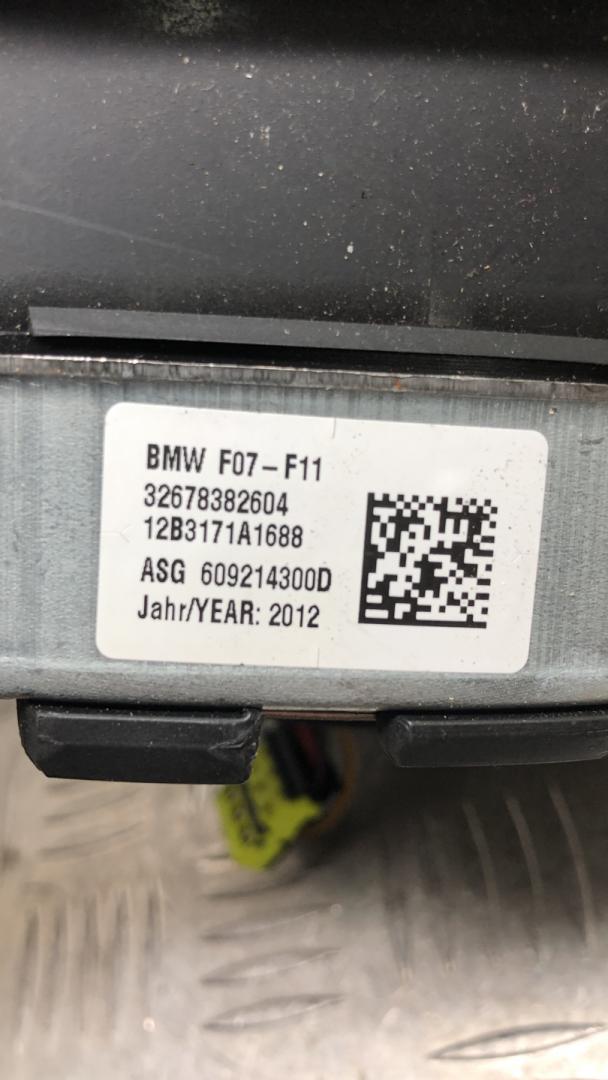 BMW F07-F11
32678382604
12B3171A1688
ASG 609214300D
Jahr/YEAR: 2012